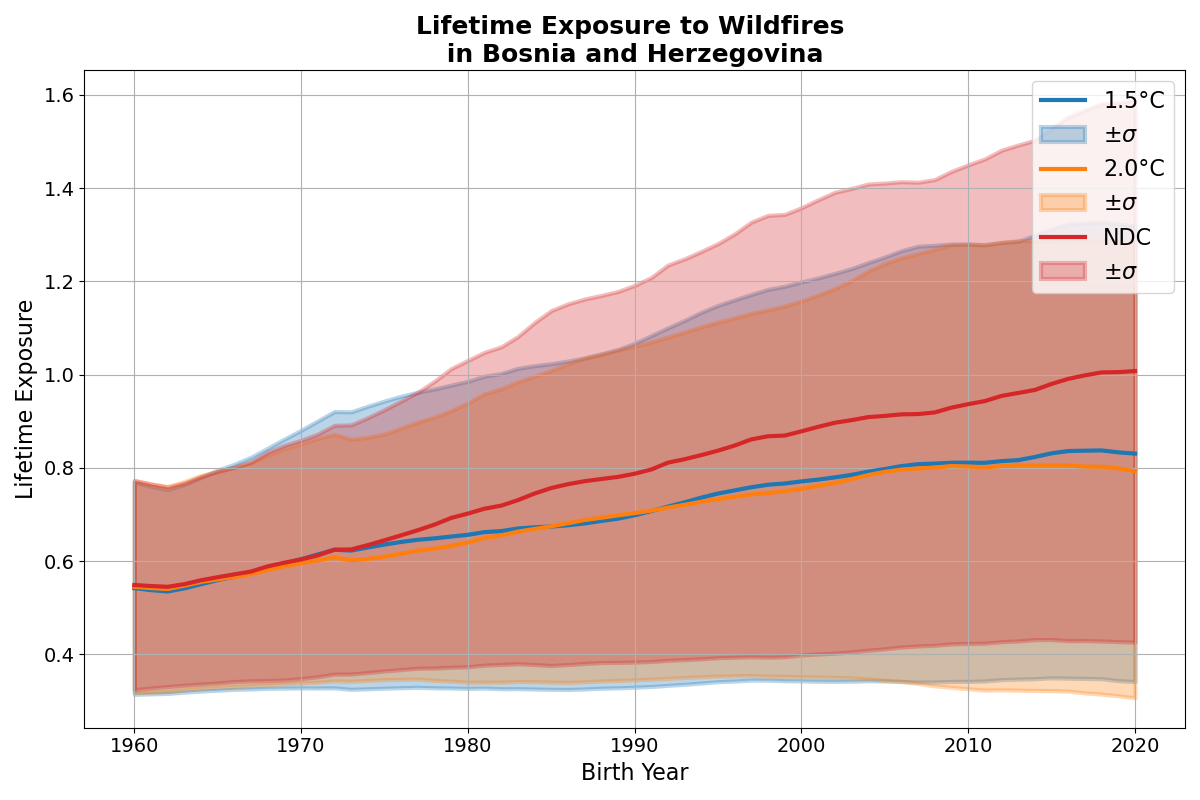 Lifetime Exposure to Wildfires
in Bosnia and Herzegovina
1.6
1.4
1.2
1.0
0.8
0.6
0.4
Lifetime Exposure
1960
1970
1980
1990
2000
2010
2020
Birth Year
1.5°C
±σ
2.0°C
±σ
NDC
±σ